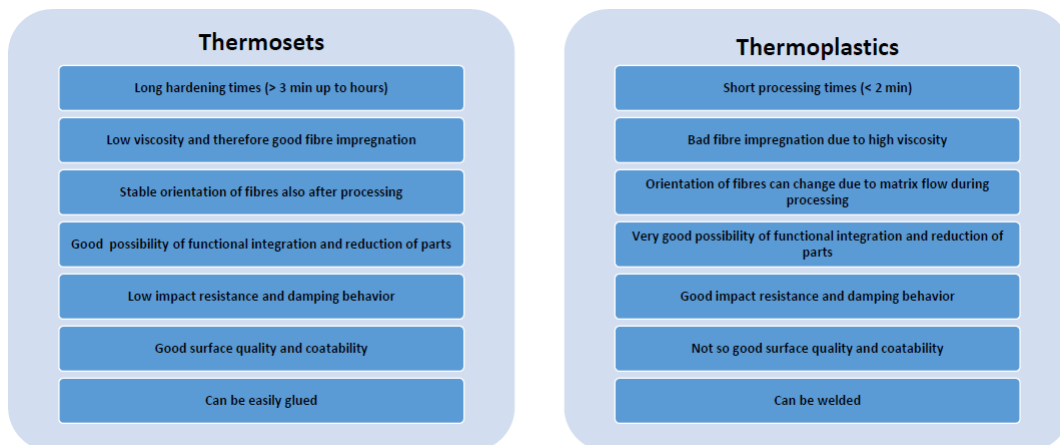 Thermosets
Long hardening times (> 3 min up to hours)
Low viscosity and therefore good fibre impregnation
Stable orientation of fibres also after processing
Good possibility of functional integration and reduction of parts
Low impact resistance and damping behavior
Good surface quality and coatability
Can be easily glued
Thermoplastics
Short processing times (< 2 min)
Bad fibre impregnation due to high viscosity
Orientation of fibres can change due to matrix flow during
processing
Very good possibility of functional integration and reduction of
parts
Good impact resistance and damping behavior
Not so good surface quality and coatability
Can be welded